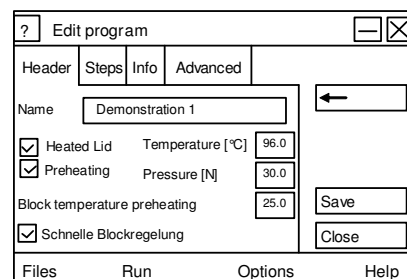 ? Edit program
Header Steps Info Advanced
Name Demonstration 1
Heated Lid Temperature [°C] 96.0
Preheating Pressure [N] 30.0
Block temperature preheating 25.0
Schnelle Blockregelung
Save
Close
Files Run Options Help